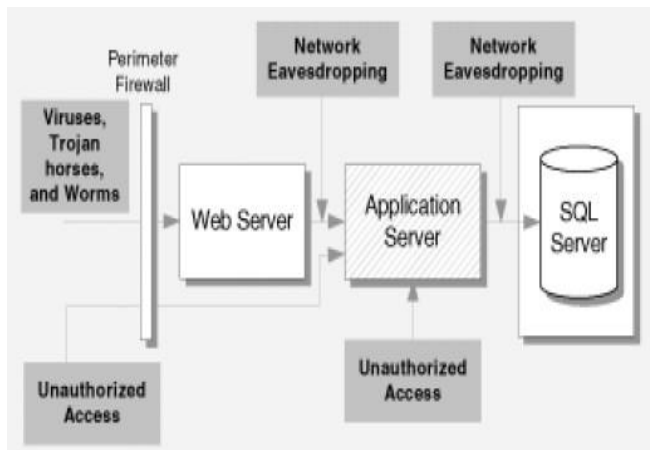 Network
Eavesdropping
Network
Eavesdropping
Perimeter
Firewall
Viruses,
Trojan
horses,
and Worms
Web Server
Application
Server
SQL
Server
Unauthorized
Access
Unauthorized
Access